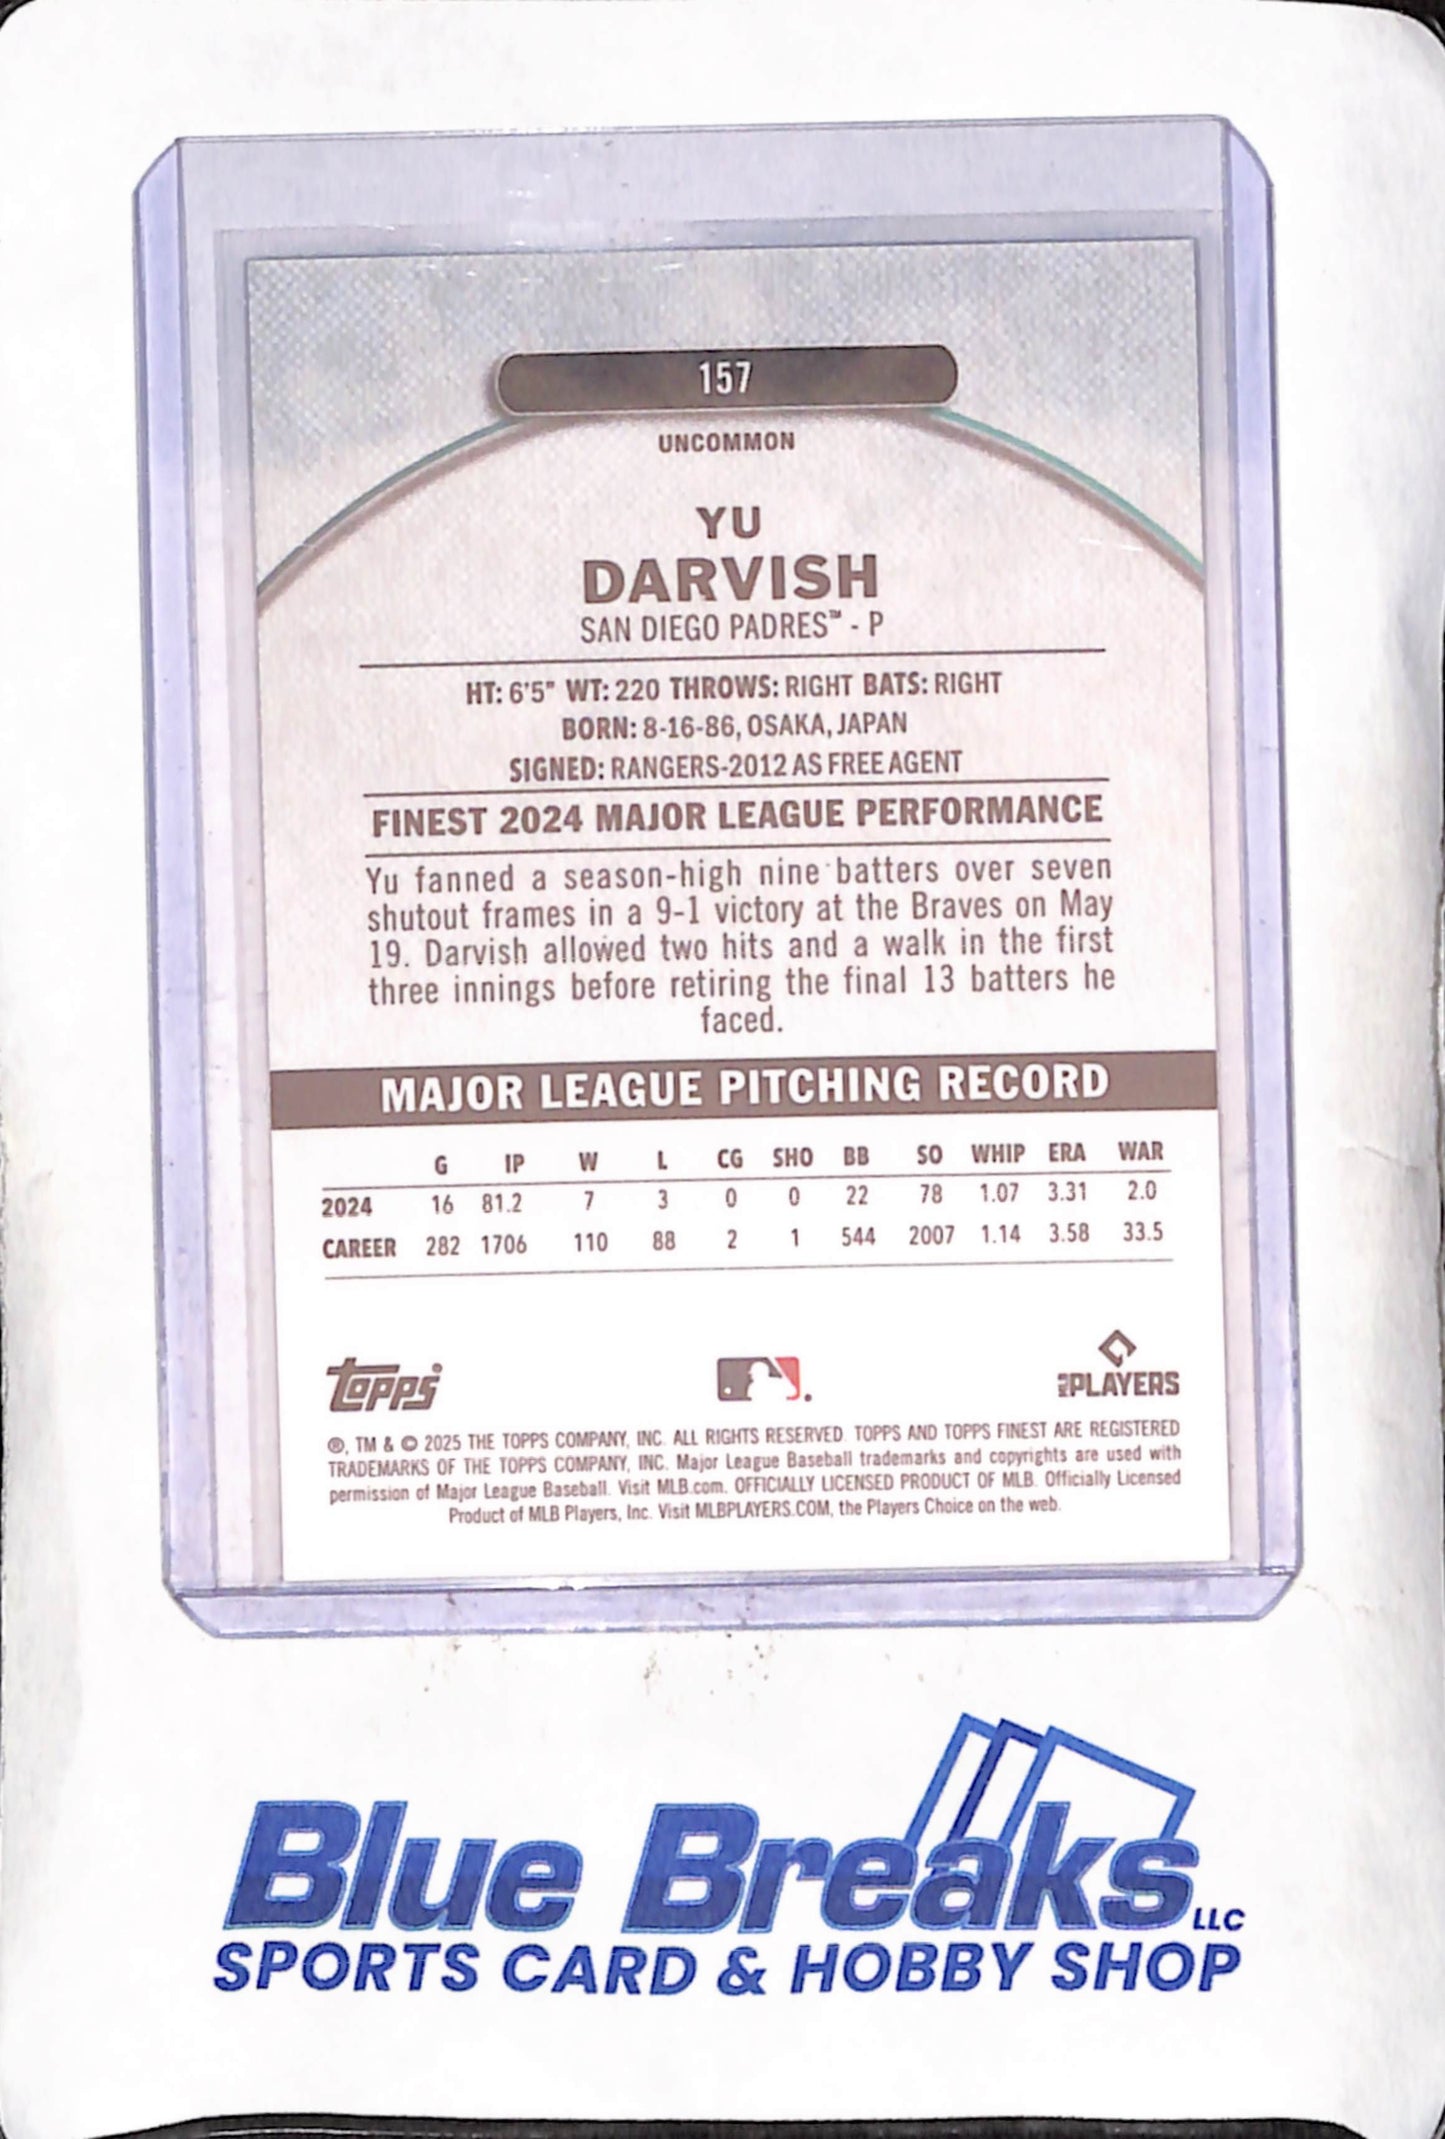 157
UNCOMMON
YU
DARVISH
SAN DIEGO PADRES™ - P
HT: 6'5" WT: 220 THROWS: RIGHT BATS: RIGHT
BORN: 8-16-86, OSAKA, JAPAN
SIGNED: RANGERS-2012 AS FREE AGENT
FINEST 2024 MAJOR LEAGUE PERFORMANCE
Yu fanned a season-high nine batters over seven
shutout frames in a 9-1 victory at the Braves on May
19. Darvish allowed two hits and a walk in the first
three innings before retiring the final 13 batters he
faced.
MAJOR LEAGUE PITCHING RECORD
G IP W L CG SHO BB SO WHIP ERA WAR
2024 16 81.2 7 3 0 0 22 78 1.07 3.31 2.0
CAREER 282 1706 110 88 2 1 544 2007 1.14 3.58 33.5
topps PLAYERS
®, TM & © 2025 THE TOPPS COMPANY, INC. ALL RIGHTS RESERVED. TOPPS AND TOPPS FINEST ARE REGISTERED
TRADEMARKS OF THE TOPPS COMPANY, INC. Major League Baseball trademarks and copyrights are used with
permission of Major League Baseball. Visit MLB.com. OFFICIALLY LICENSED PRODUCT OF MLB. Officially Licensed
Product of MLB Players, Inc. Visit MLBPLAYERS.COM, the Players Choice on the web.
Blue Breaks LLC
SPORTS CARD & HOBBY SHOP